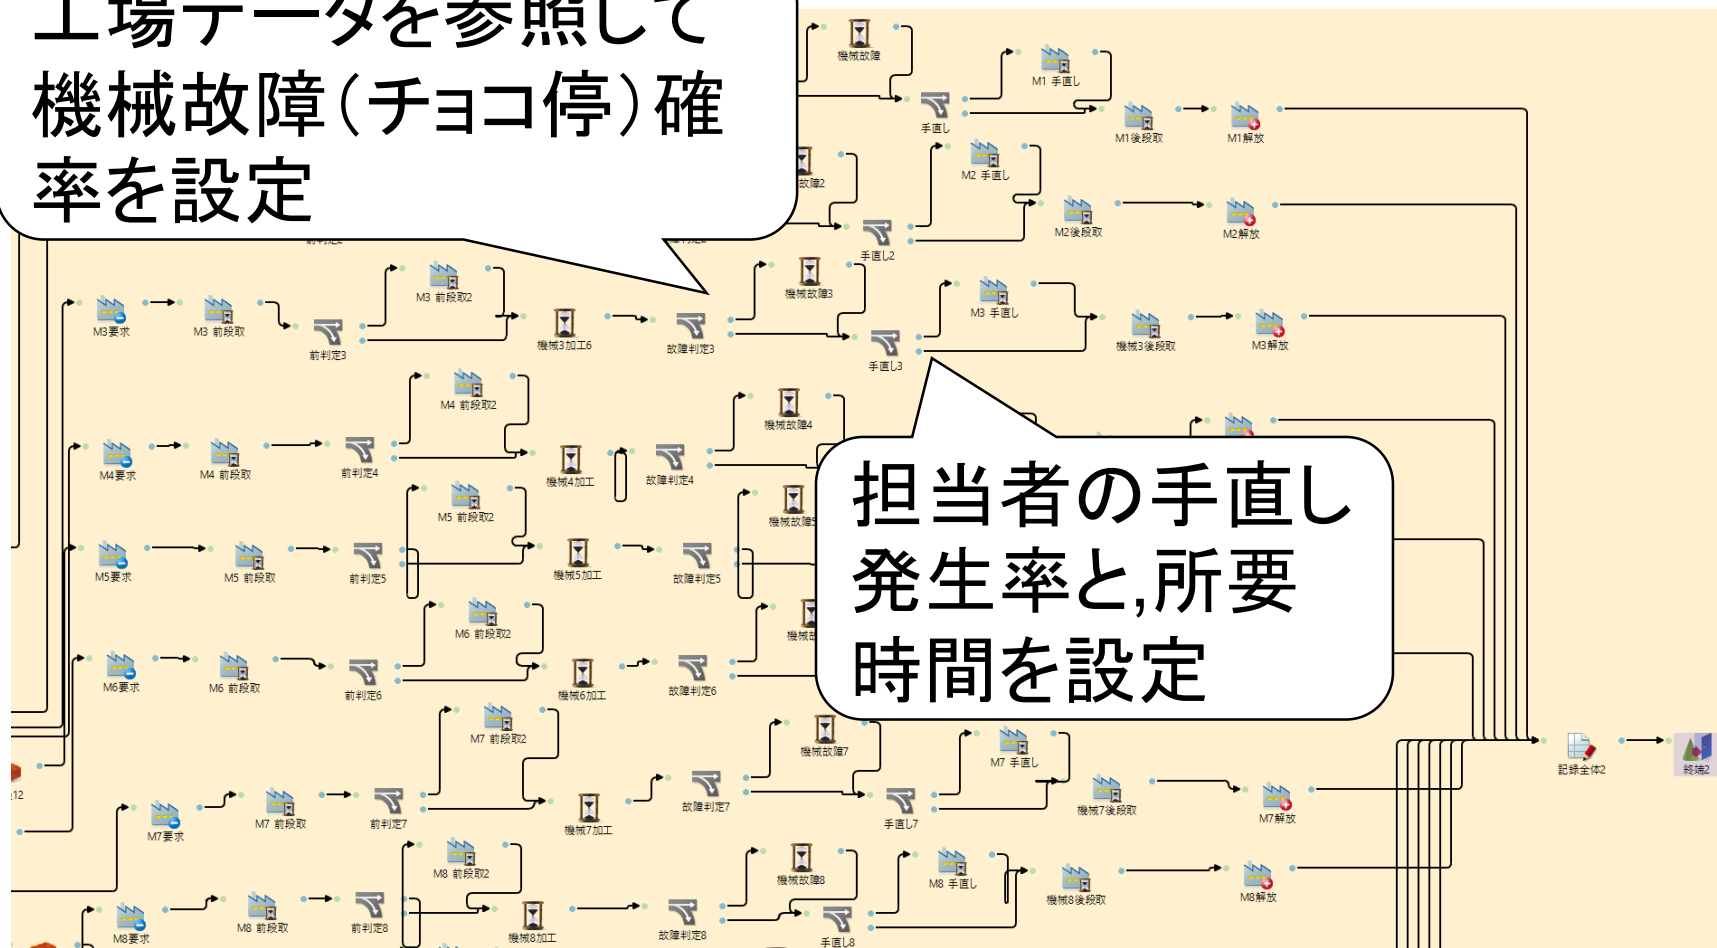 工場データを参照して
機械故障（チョコ停）確
率を設定
機械故障
M1 手直し
手直し
M1後段取
M1解放
故障2
M2 手直し
手直し2
M2後段取
M2解放
M3要求
M3 前段取
前判定3
M3 前段取2
機械3加工6
故障判定3
機械故障3
手直し3
M3 手直し
機械3後段取
M3解放
M4要求
M4 前段取
前判定4
M4 前段取2
機械4加工
故障判定4
機械故障4
担当者の手直し
発生率と,所要
時間を設定
M5要求
M5 前段取
前判定5
M5 前段取2
機械5加工
故障判定5
機械故障5
M6要求
M6 前段取
前判定6
M6 前段取2
機械6加工
故障判定6
機械故
M7要求
M7 前段取
前判定7
M7 前段取2
機械7加工
故障判定7
機械故障7
手直し7
M7 手直し
機械7後段取
M7解放
記録全体2
終端2
12
M8要求
M8 前段取
前判定8
M8 前段取2
機械8加工
故障判定8
機械故障8
手直し8
M8 手直し
機械8後段取
M8解放